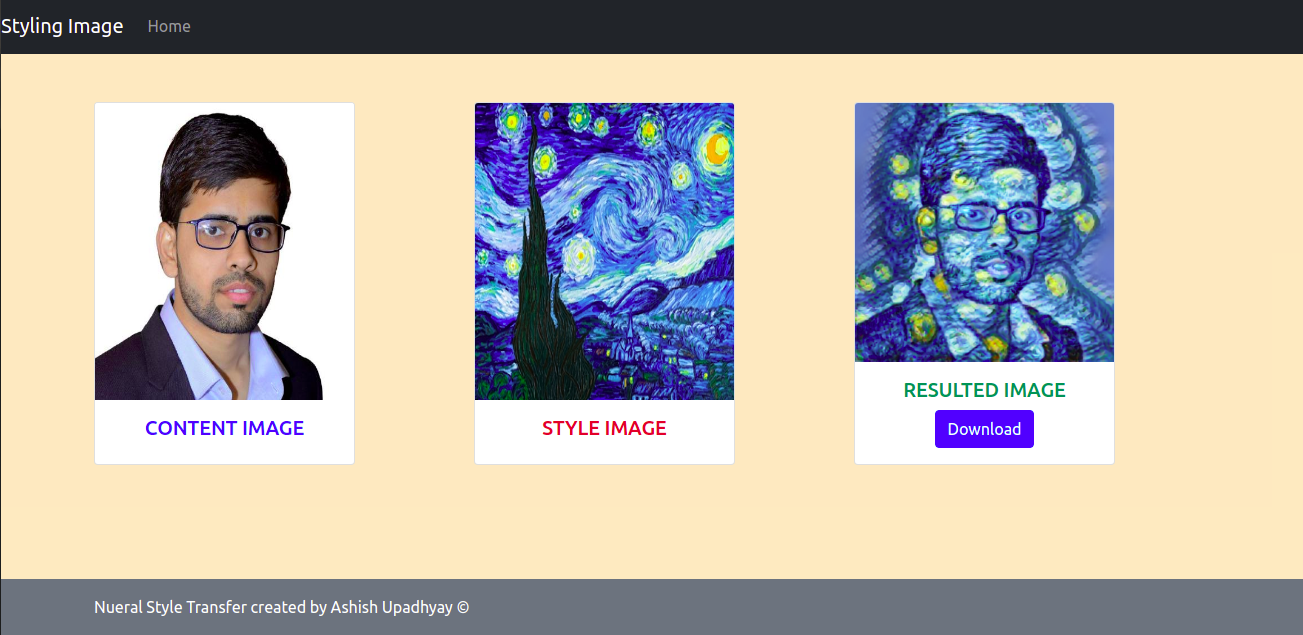 Styling Image Home
CONTENT IMAGE
STYLE IMAGE
RESULTED IMAGE
Download
Nueral Style Transfer created by Ashish Upadhyay ©